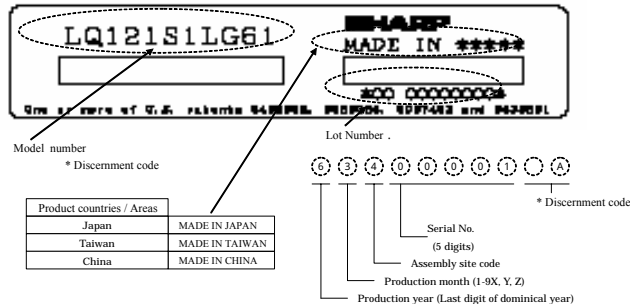 LQ121S1LG61
SHARP
MADE IN *****
Model number
* Discernment code
Lot Number .
6 3 4 0 0 0 0 1 A
* Discernment code
Product countries / Areas
Japan MADE IN JAPAN
Taiwan MADE IN TAIWAN
China MADE IN CHINA
Serial No.
(5 digits)
Assembly site code
Production month (1-9X, Y, Z)
Production year (Last digit of dominical year)